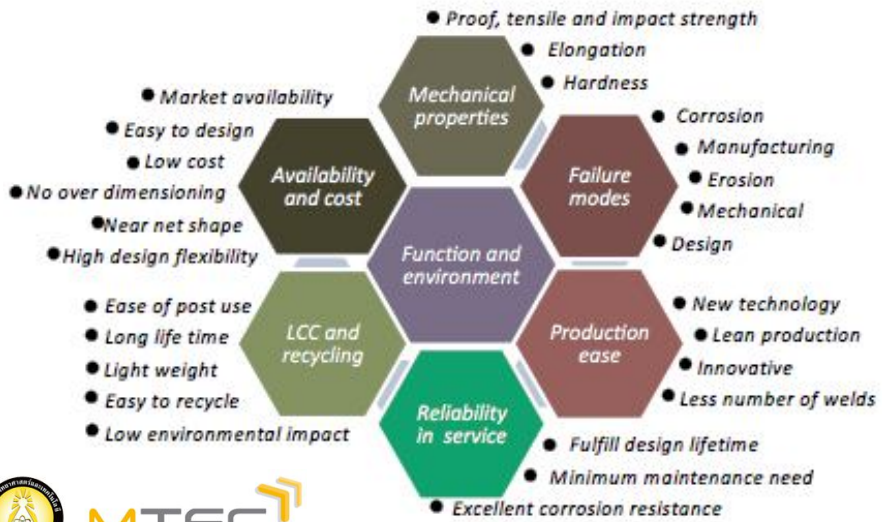 Proof, tensile and impact strength
Elongation
Hardness
Mechanical
properties
Market availability
Easy to design
Low cost
No over dimensioning
Near net shape
High design flexibility
Availability
and cost
Corrosion
Manufacturing
Erosion
Mechanical
Design
Failure
modes
Function and
environment
Ease of post use
Long life time
Light weight
Easy to recycle
Low environmental impact
LCC and
recycling
New technology
Lean production
Innovative
Less number of welds
Production
ease
Reliability
in service
Fulfill design lifetime
Minimum maintenance need
Excellent corrosion resistance
MTEC